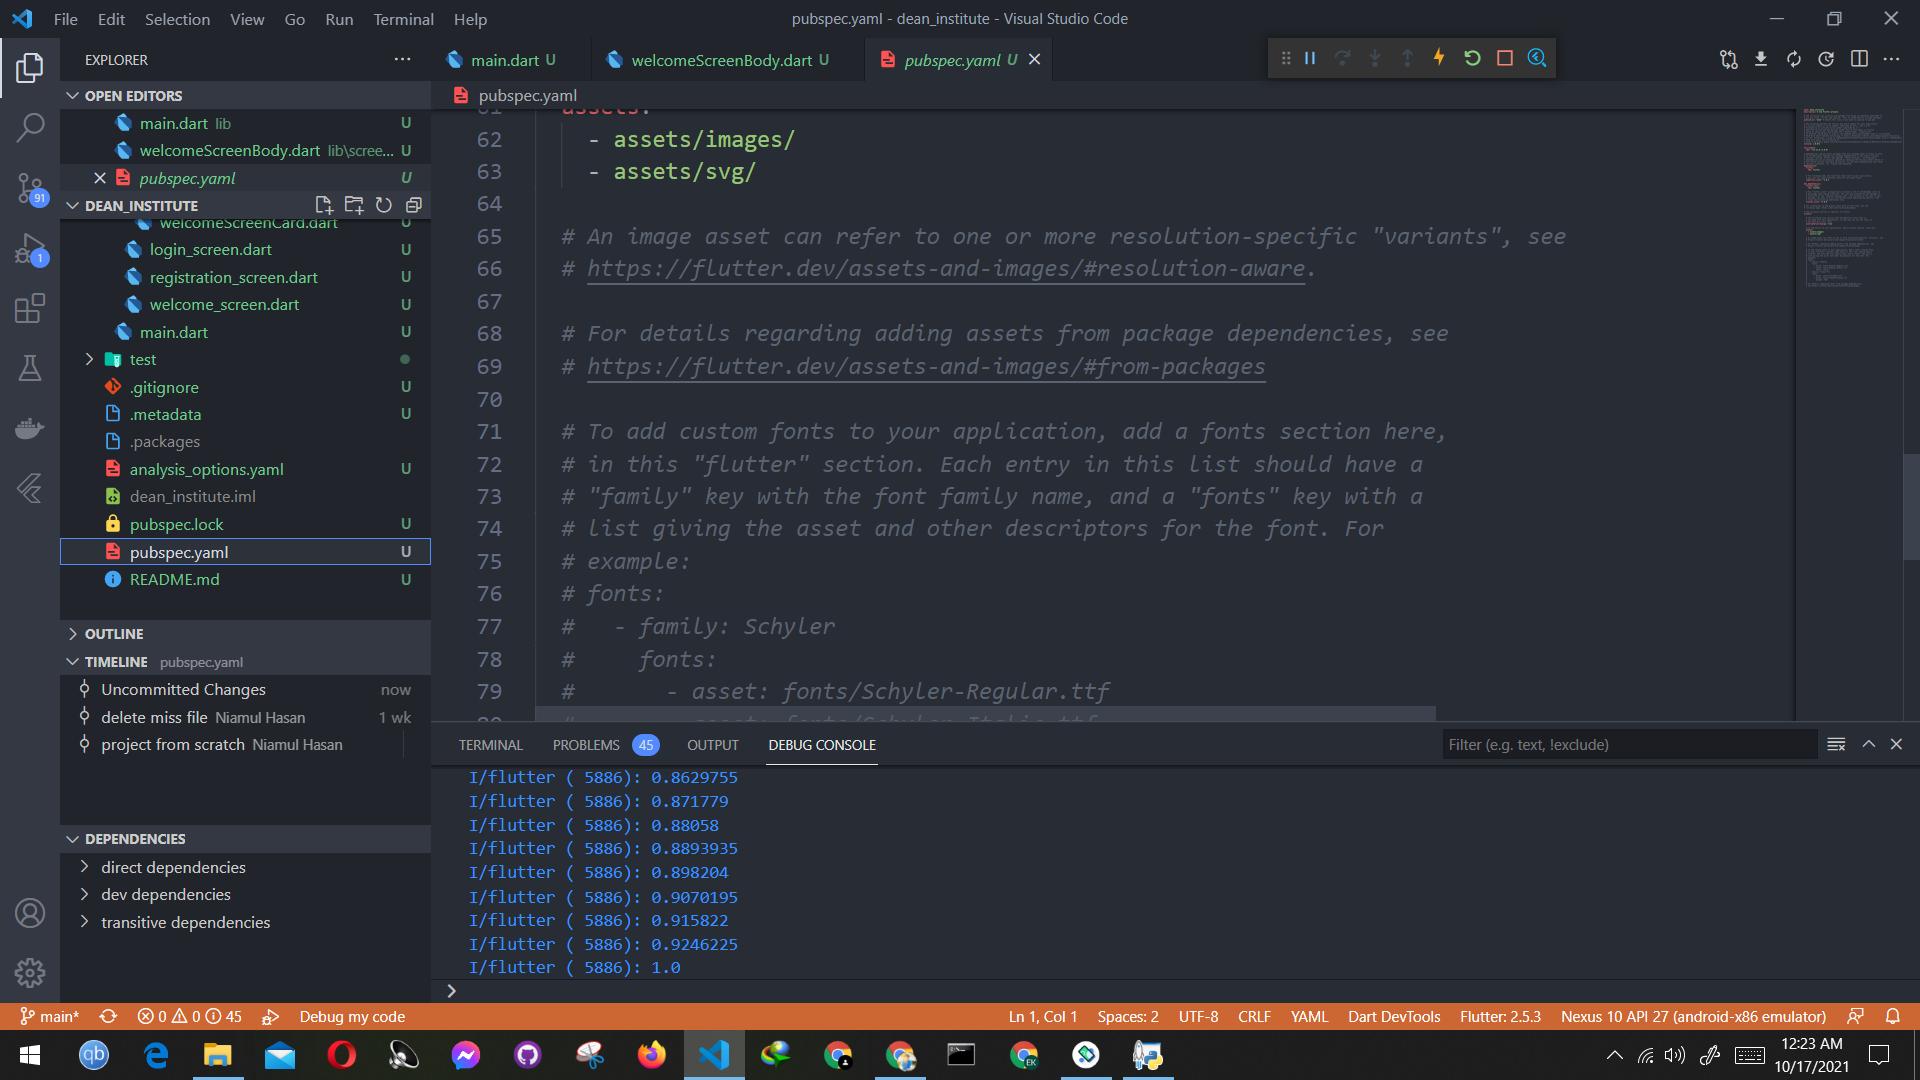 File Edit Selection View Go Run Terminal Help
pubspec.yaml - dean_institute - Visual Studio Code
EXPLORER
main.dart U
welcomeScreenBody.dart U
pubspec.yaml U
OPEN EDITORS
main.dart lib U
welcomeScreenBody.dart lib\scree... U
pubspec.yaml U
DEAN_INSTITUTE
welcomeScreenCard.dart U
login_screen.dart U
registration_screen.dart U
welcome_screen.dart U
main.dart U
test
.gitignore U
.metadata U
.packages
analysis_options.yaml U
dean_institute.iml
pubspec.lock U
pubspec.yaml U
README.md U
OUTLINE
TIMELINE pubspec.yaml
Uncommitted Changes now
delete miss file Niamul Hasan 1 wk
project from scratch Niamul Hasan
DEPENDENCIES
direct dependencies
dev dependencies
transitive dependencies
91
1
pubspec.yaml
61 assets:
62 - assets/images/
63 - assets/svg/
64
65 # An image asset can refer to one or more resolution-specific "variants", see
66 # https://flutter.dev/assets-and-images/#resolution-aware.
67
68 # For details regarding adding assets from package dependencies, see
69 # https://flutter.dev/assets-and-images/#from-packages
70
71 # To add custom fonts to your application, add a fonts section here,
72 # in this "flutter" section. Each entry in this list should have a
73 # "family" key with the font family name, and a "fonts" key with a
74 # list giving the asset and other descriptors for the font. For
75 # example:
76 # fonts:
77 #   - family: Schyler
78 #     fonts:
79 #       - asset: fonts/Schyler-Regular.ttf
80 #       - asset: fonts/Schyler-Italic.ttf
TERMINAL PROBLEMS 45 OUTPUT DEBUG CONSOLE
Filter (e.g. text, !exclude)
I/flutter ( 5886): 0.8629755
I/flutter ( 5886): 0.871779
I/flutter ( 5886): 0.88058
I/flutter ( 5886): 0.8893935
I/flutter ( 5886): 0.898204
I/flutter ( 5886): 0.9070195
I/flutter ( 5886): 0.915822
I/flutter ( 5886): 0.9246225
I/flutter ( 5886): 1.0
main* 0 0 45 Debug my code
Ln 1, Col 1 Spaces: 2 UTF-8 CRLF YAML Dart DevTools Flutter: 2.5.3 Nexus 10 API 27 (android-x86 emulator)
qb
EK
12:23 AM
10/17/2021